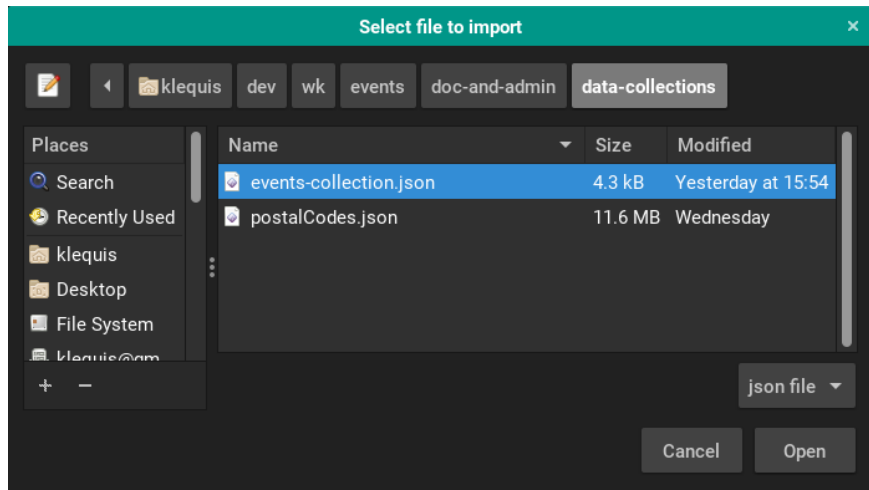 Select file to import
klequis dev wk events doc-and-admin data-collections
Places
Search
Recently Used
klequis
Desktop
File System
klequis@gm
Name Size Modified
events-collection.json 4.3 kB Yesterday at 15:54
postalCodes.json 11.6 MB Wednesday
json file
Cancel Open